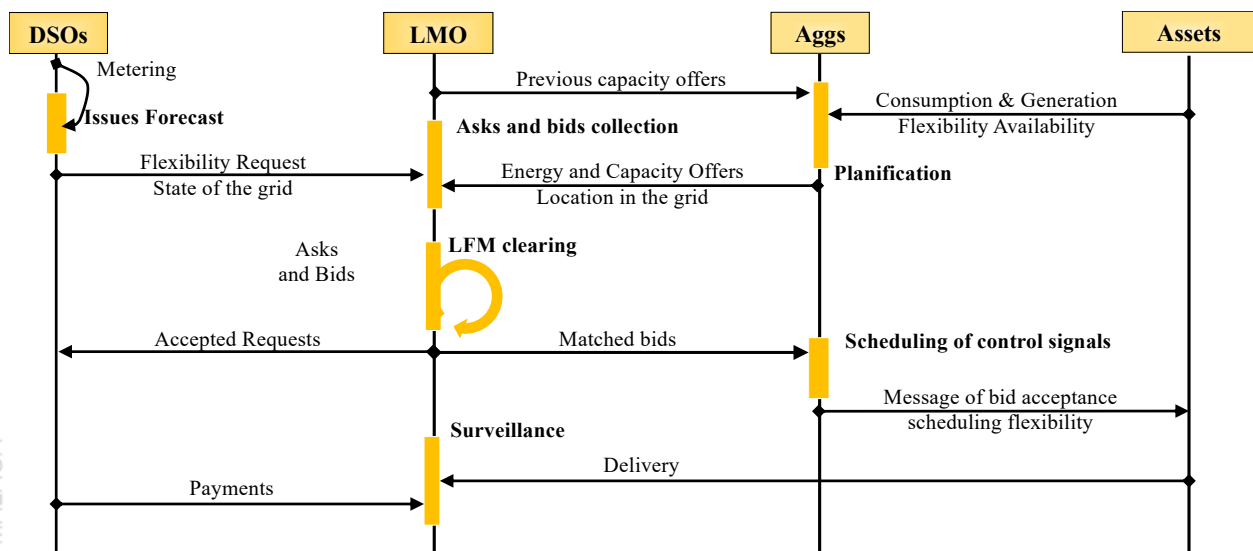 DSOs
LMO
Aggs
Assets
Metering
Previous capacity offers
Issues Forecast
Asks and bids collection
Consumption & Generation
Flexibility Availability
Flexibility Request
State of the grid
Energy and Capacity Offers
Location in the grid
Planification
Asks
and Bids
LFM clearing
Accepted Requests
Matched bids
Scheduling of control signals
Message of bid acceptance
scheduling flexibility
Surveillance
Delivery
Payments